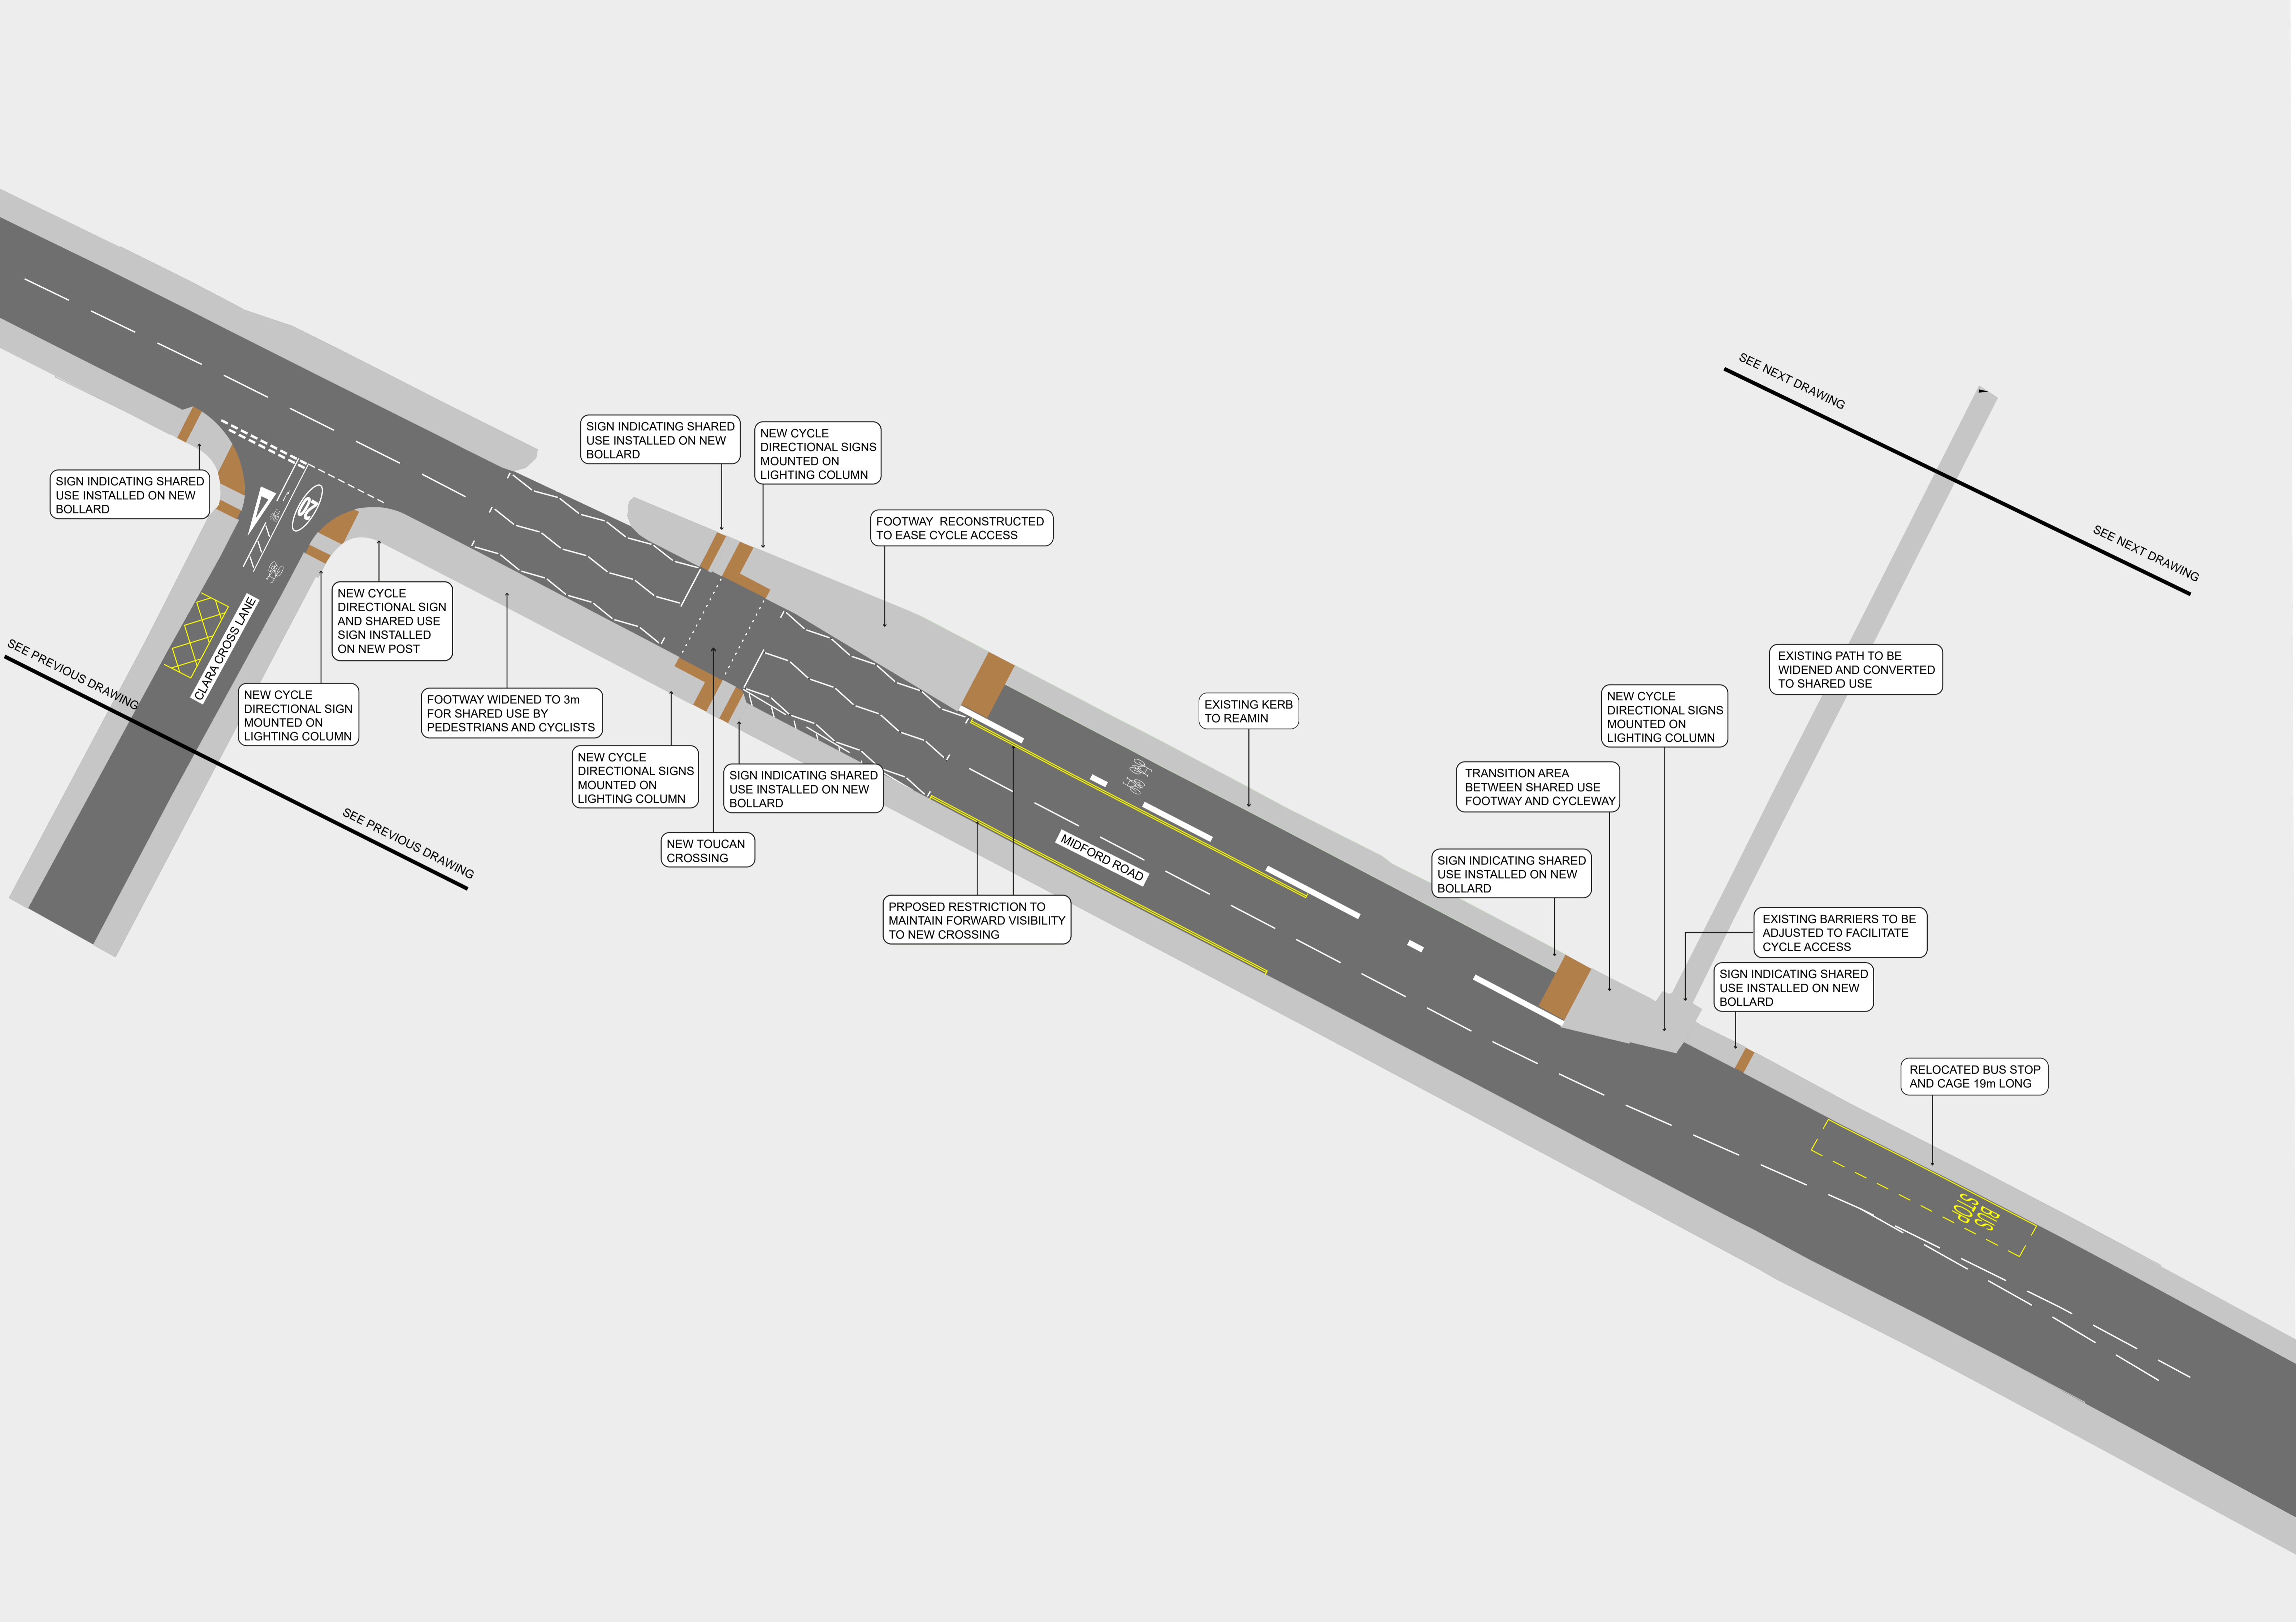 SEE NEXT DRAWING
SEE NEXT DRAWING
SIGN INDICATING SHARED
USE INSTALLED ON NEW
BOLLARD
NEW CYCLE
DIRECTIONAL SIGNS
MOUNTED ON
LIGHTING COLUMN
SIGN INDICATING SHARED
USE INSTALLED ON NEW
BOLLARD
20
FOOTWAY RECONSTRUCTED
TO EASE CYCLE ACCESS
NEW CYCLE
DIRECTIONAL SIGN
AND SHARED USE
SIGN INSTALLED
ON NEW POST
CLARA CROSS LANE
SEE PREVIOUS DRAWING
SEE PREVIOUS DRAWING
NEW CYCLE
DIRECTIONAL SIGN
MOUNTED ON
LIGHTING COLUMN
FOOTWAY WIDENED TO 3m
FOR SHARED USE BY
PEDESTRIANS AND CYCLISTS
NEW CYCLE
DIRECTIONAL SIGNS
MOUNTED ON
LIGHTING COLUMN
SIGN INDICATING SHARED
USE INSTALLED ON NEW
BOLLARD
NEW TOUCAN
CROSSING
EXISTING KERB
TO REAMIN
MIDFORD ROAD
PRPOSED RESTRICTION TO
MAINTAIN FORWARD VISIBILITY
TO NEW CROSSING
EXISTING PATH TO BE
WIDENED AND CONVERTED
TO SHARED USE
NEW CYCLE
DIRECTIONAL SIGNS
MOUNTED ON
LIGHTING COLUMN
TRANSITION AREA
BETWEEN SHARED USE
FOOTWAY AND CYCLEWAY
SIGN INDICATING SHARED
USE INSTALLED ON NEW
BOLLARD
EXISTING BARRIERS TO BE
ADJUSTED TO FACILITATE
CYCLE ACCESS
SIGN INDICATING SHARED
USE INSTALLED ON NEW
BOLLARD
RELOCATED BUS STOP
AND CAGE 19m LONG
BUS
STOP